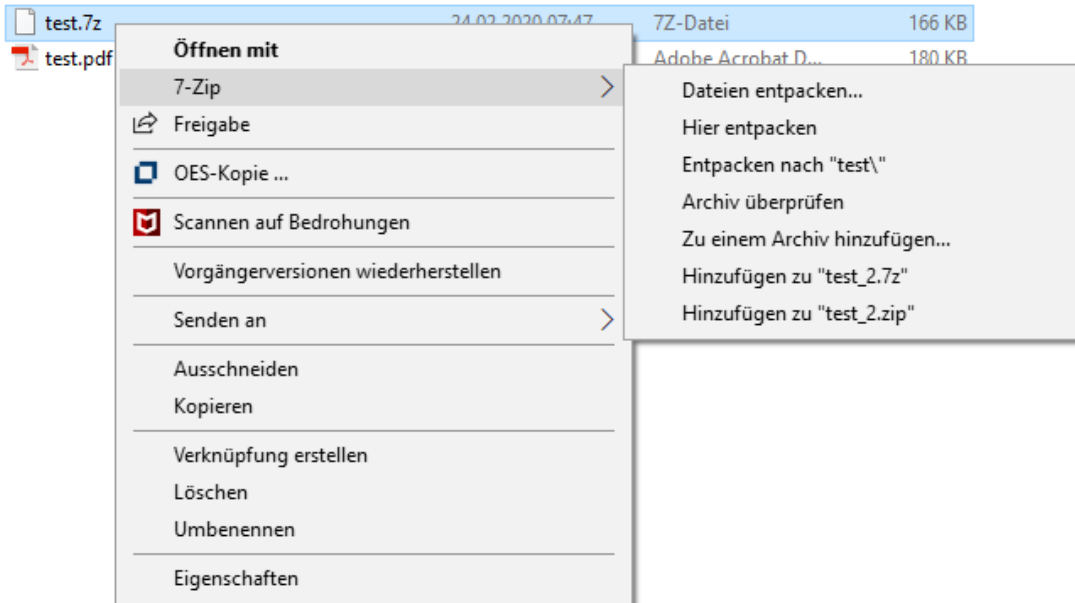 test.7z 24.02.2020 07:47 7Z-Datei 166 KB
test.pdf Adobe Acrobat D... 180 KB
Öffnen mit
7-Zip
Freigabe
OES-Kopie ...
Scannen auf Bedrohungen
Vorgängerversionen wiederherstellen
Senden an
Ausschneiden
Kopieren
Verknüpfung erstellen
Löschen
Umbenennen
Eigenschaften
Dateien entpacken...
Hier entpacken
Entpacken nach "test\"
Archiv überprüfen
Zu einem Archiv hinzufügen...
Hinzufügen zu "test_2.7z"
Hinzufügen zu "test_2.zip"